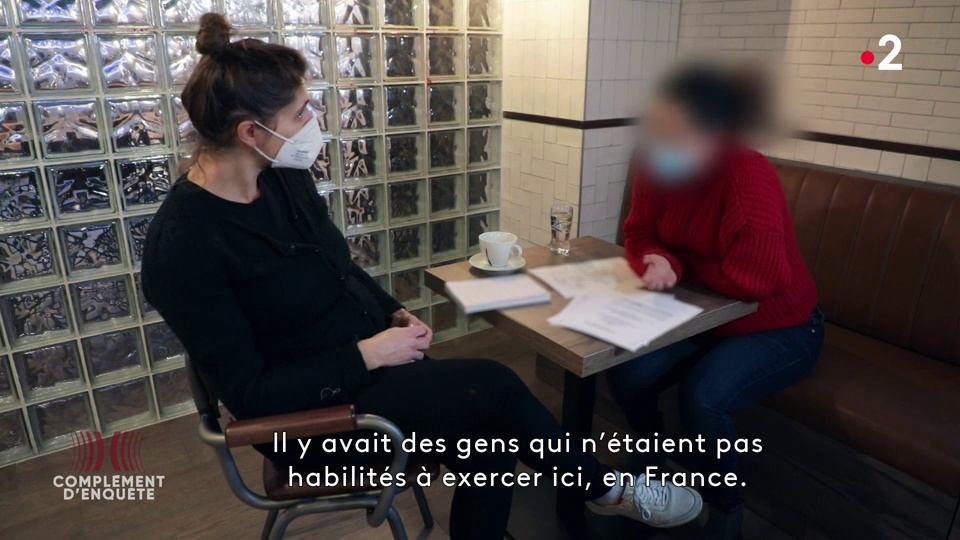 2
Il y avait des gens qui n'étaient pas
habilités à exercer ici, en France.
COMPLÉMENT
D'ENQUÊTE